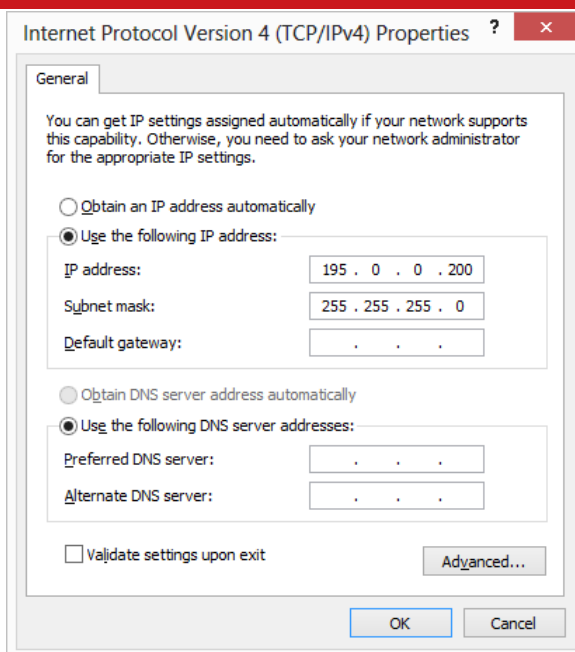 Internet Protocol Version 4 (TCP/IPv4) Properties ? ×
General
You can get IP settings assigned automatically if your network supports
this capability. Otherwise, you need to ask your network administrator
for the appropriate IP settings.
Obtain an IP address automatically
Use the following IP address:
IP address: 195 . 0 . 0 . 200
Subnet mask: 255 . 255 . 255 . 0
Default gateway: . . .
Obtain DNS server address automatically
Use the following DNS server addresses:
Preferred DNS server: . . .
Alternate DNS server: . . .
Validate settings upon exit
Advanced...
OK Cancel